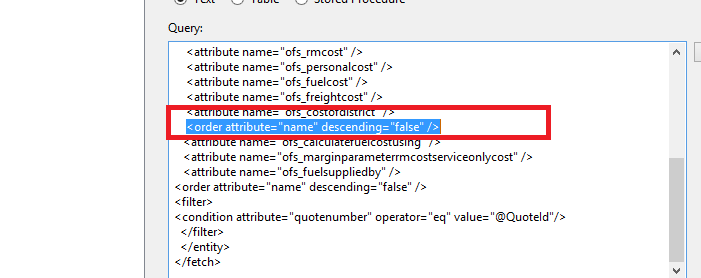 Text Table Stored Procedure
Query:
<attribute name="ofs_rmcost" />
<attribute name="ofs_personalcost" />
<attribute name="ofs_fuelcost" />
<attribute name="ofs_freightcost" />
<attribute name="ofs_costofdistrict" />
<order attribute="name" descending="false" />
<attribute name="ofs_calculatefuelcostusing" />
<attribute name="ofs_marginparameterrmcostserviceonlycost" />
<attribute name="ofs_fuelsuppliedby" />
<order attribute="name" descending="false" />
<filter>
<condition attribute="quotenumber" operator="eq" value="@QuoteId"/>
</filter>
</entity>
</fetch>